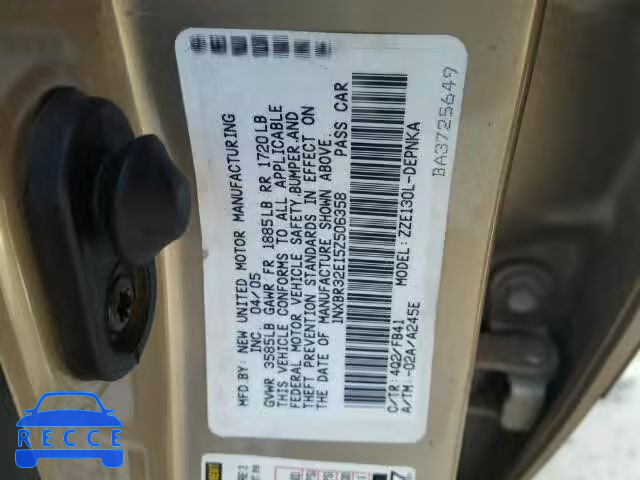 MFD.BY: NEW UNITED MOTOR MANUFACTURING
INC. 04/05
GVWR 3585LB GAWR FR 1885LB RR 1720LB
THIS VEHICLE CONFORMS TO ALL APPLICABLE
FEDERAL MOTOR VEHICLE SAFETY,BUMPER,AND
THEFT PREVENTION STANDARDS IN EFFECT ON
THE DATE OF MANUFACTURE SHOWN ABOVE.
1NXBR32E15Z506358 PASS CAR
C/TR: 4Q2/FB41 MODEL: ZZE130L-DEPNKA
A/TM: -02A/A245E
BA3725649
RECCE